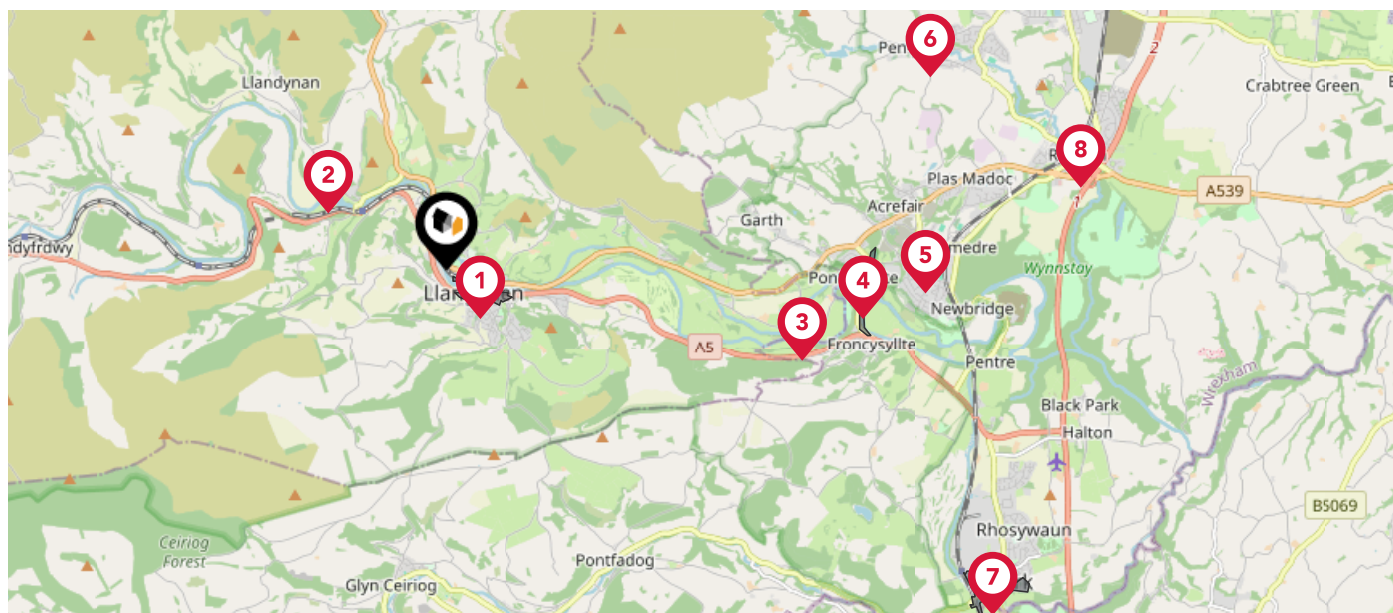 2
6
Llandynan
Crabtree Green
8
2
Plas Madoc
A539
1
Acrefair
Garth
5
Wynnstay
1
4
Newbridge
3
A5
Froncysyllte
Pentre
Wrexham
Black Park
Halton
B5069
Rhosywaun
Ceiriog
Forest
Pontfadog
Glyn Ceiriog
7